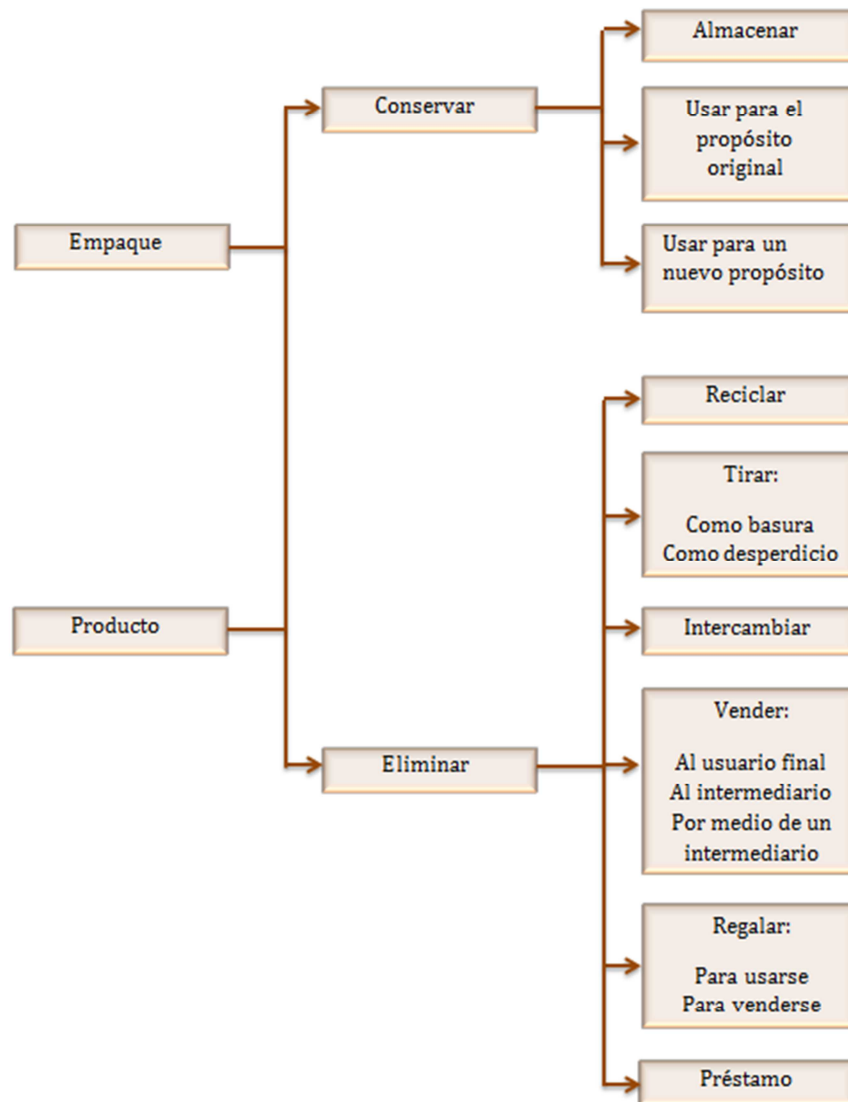 Almacenar
Conservar
Usar para el
propósito
original
Empaque
Usar para un
nuevo propósito
Reciclar
Tirar:
Como basura
Como desperdicio
Producto
Intercambiar
Vender:
Eliminar
Al usuario final
Al intermediario
Por medio de un
intermediario
Regalar:
Para usarse
Para venderse
Préstamo